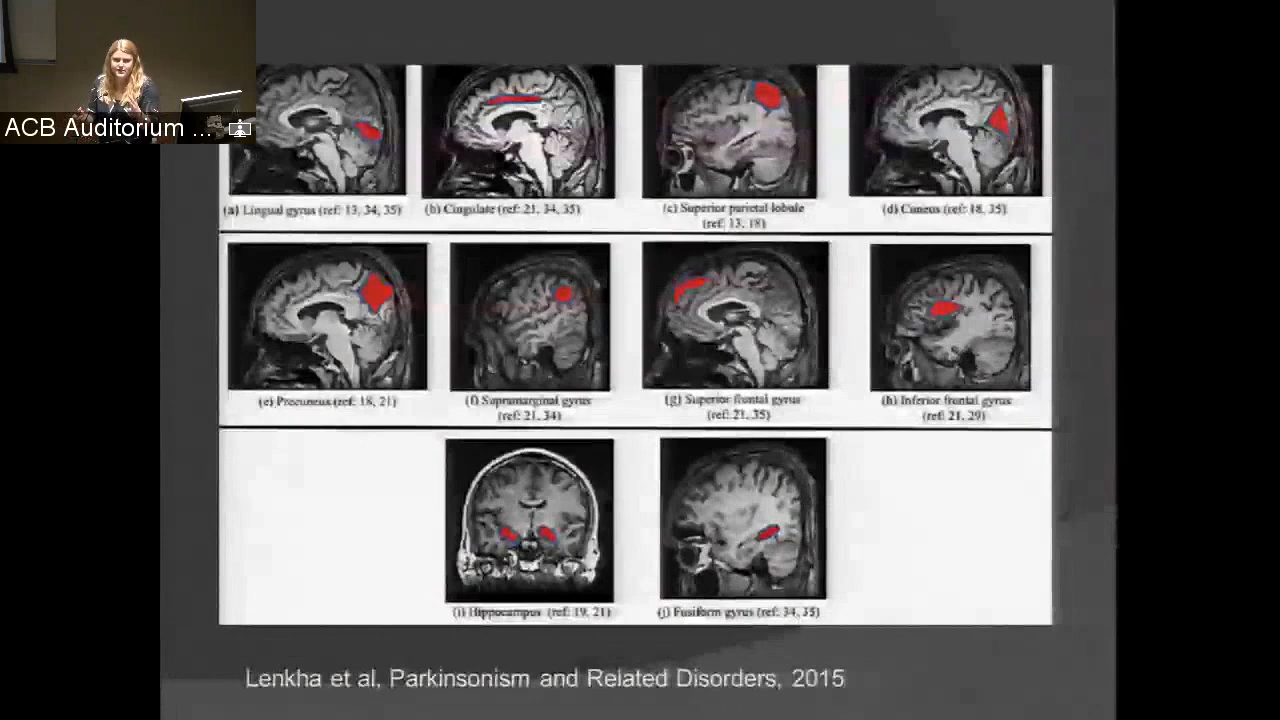 ACB Auditorium ...
(a) Lingual gyrus (ref: 13, 34, 35)
(b) Cingulate (ref: 21, 34, 35)
(c) Superior parietal lobule
(ref: 13, 18)
(d) Cuneus (ref: 18, 35)
(e) Precuneus (ref: 18, 21)
(f) Supramarginal gyrus
(ref: 21, 34)
(g) Superior frontal gyrus
(ref: 21, 35)
(h) Inferior frontal gyrus
(ref: 21, 29)
(i) Hippocampus (ref: 19, 21)
(j) Fusiform gyrus (ref: 34, 35)
Lenkha et al, Parkinsonism and Related Disorders, 2015